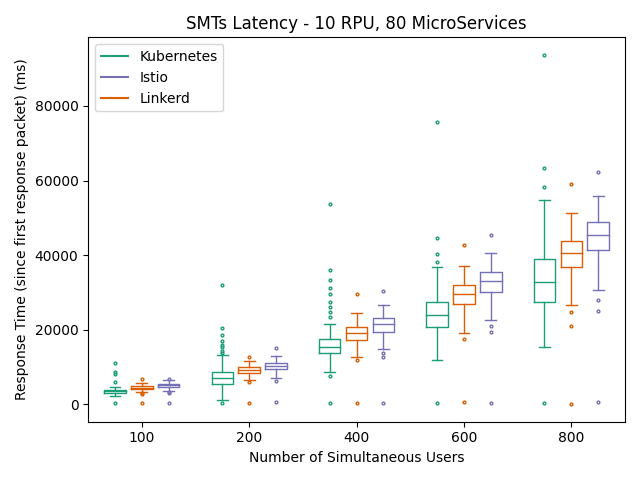 SMTs Latency - 10 RPU, 80 MicroServices
Kubernetes
Istio
Linkerd
Response Time (since first response packet) (ms)
80000
60000
40000
20000
0
100 200 400 600 800
Number of Simultaneous Users